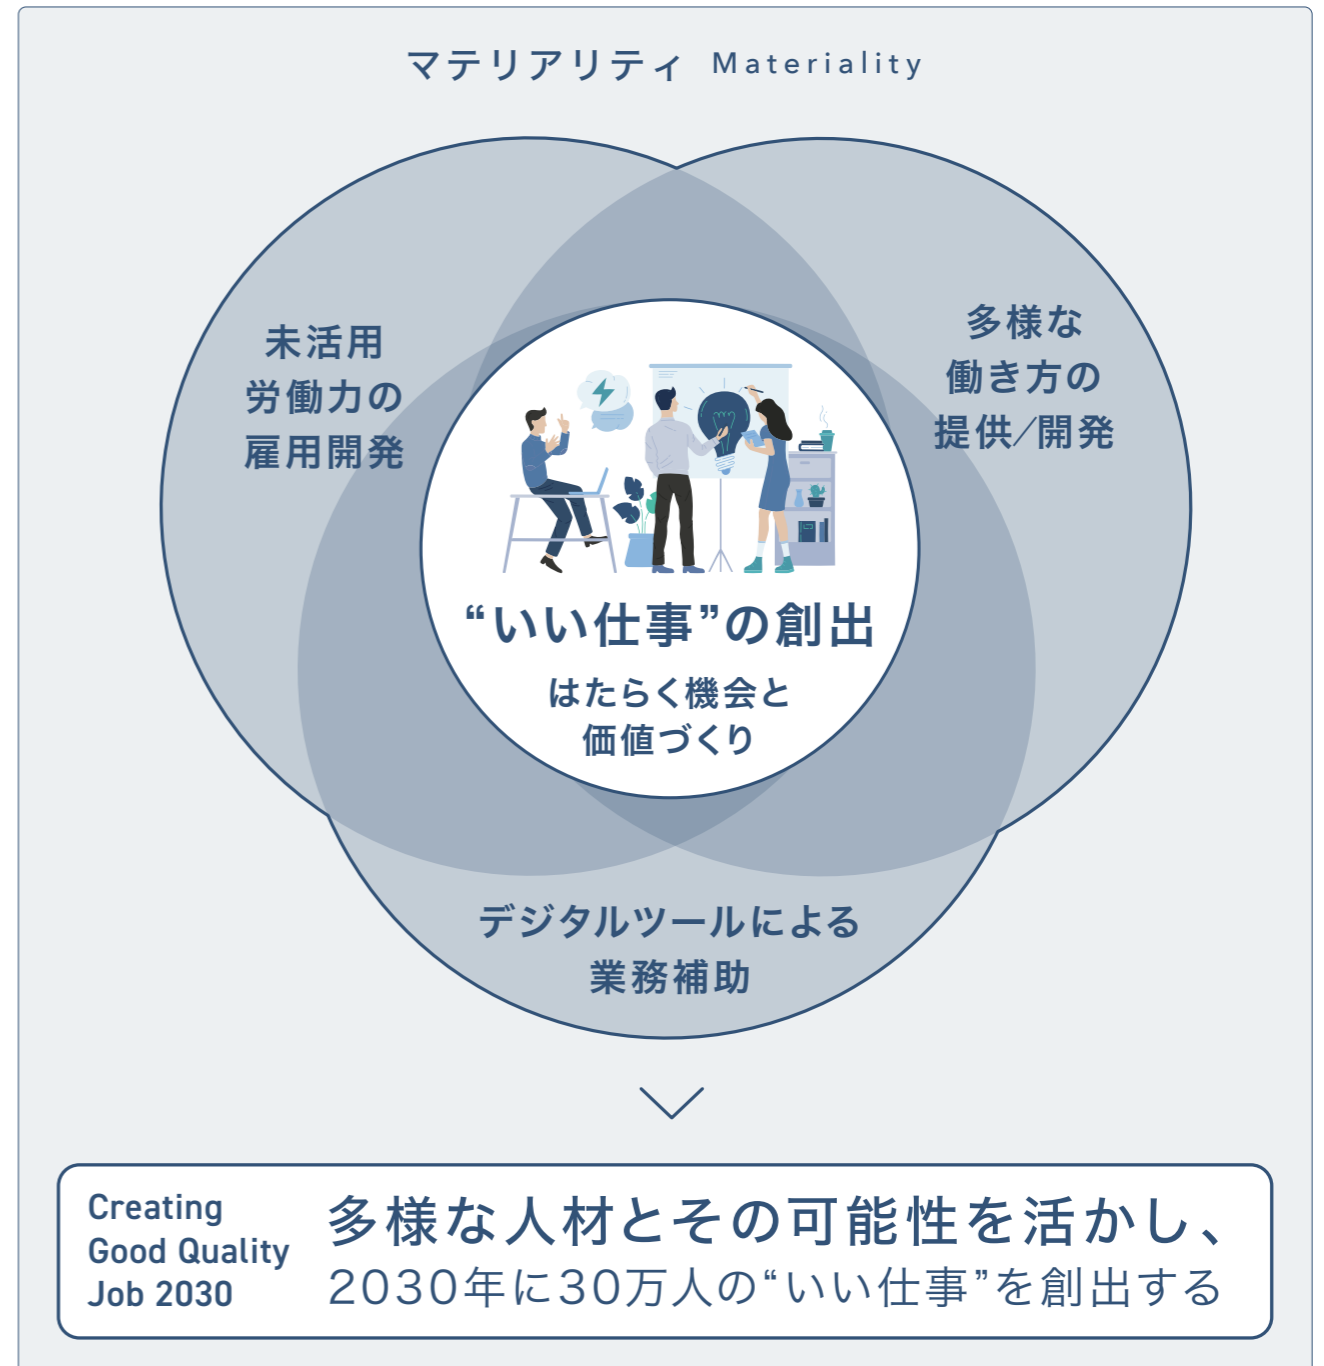 マテリアリティ Materiality
未活用
労働力の
雇用開発
多様な
働き方の
提供/開発
“いい仕事”の創出
はたらく機会と
価値づくり
デジタルツールによる
業務補助
Creating
Good Quality
Job 2030
多様な人材とその可能性を活かし、
2030年に30万人の“いい仕事”を創出する